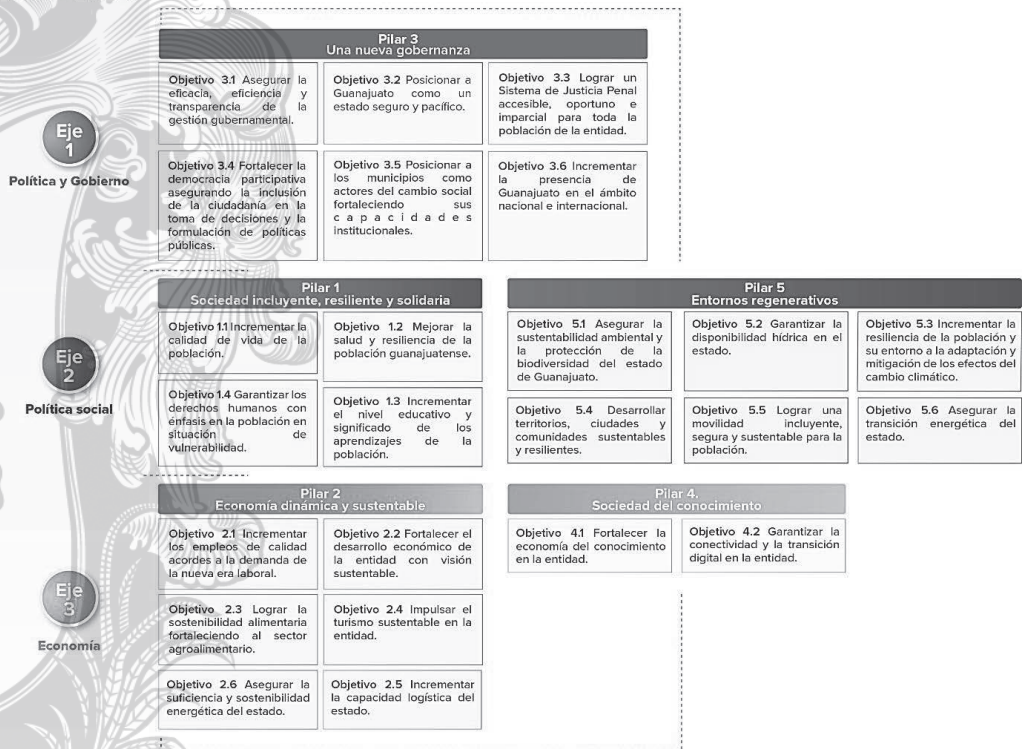 Pilar 3
Una nueva gobernanza
Objetivo 3.1 Asegurar la
eficacia, eficiencia y
transparencia de la
gestión gubernamental.
Objetivo 3.2 Posicionar a
Guanajuato como un
estado seguro y pacífico.
Objetivo 3.3 Lograr un
Sistema de Justicia Penal
accesible, oportuno e
imparcial para toda la
población de la entidad.
Eje
1
Política y Gobierno
Objetivo 3.4 Fortalecer la
democracia participativa
asegurando la inclusión
de la ciudadanía en la
toma de decisiones y la
formulación de políticas
públicas.
Objetivo 3.5 Posicionar a
los municipios como
actores del cambio social
fortaleciendo sus
capacidades
institucionales.
Objetivo 3.6 Incrementar
la presencia de
Guanajuato en el ámbito
nacional e internacional.
Pilar 1
Sociedad incluyente, resiliente y solidaria
Objetivo 1.1 Incrementar la
calidad de vida de la
población.
Objetivo 1.2 Mejorar la
salud y resiliencia de la
población guanajuatense.
Eje
2
Política social
Objetivo 1.4 Garantizar los
derechos humanos con
énfasis en la población en
situación de
vulnerabilidad.
Objetivo 1.3 Incrementar
el nivel educativo y
significado de los
aprendizajes de la
población.
Pilar 5
Entornos regenerativos
Objetivo 5.1 Asegurar la
sustentabilidad ambiental y
la protección de la
biodiversidad del estado
de Guanajuato.
Objetivo 5.2 Garantizar la
disponibilidad hídrica en el
estado.
Objetivo 5.3 Incrementar la
resiliencia de la población y
su entorno a la adaptación y
mitigación de los efectos del
cambio climático.
Objetivo 5.4 Desarrollar
territorios, ciudades y
comunidades sustentables
y resilientes.
Objetivo 5.5 Lograr una
movilidad incluyente,
segura y sustentable para la
población.
Objetivo 5.6 Asegurar la
transición energética del
estado.
Pilar 2
Economía dinámica y sustentable
Objetivo 2.1 Incrementar
los empleos de calidad
acordes a la demanda de
la nueva era laboral.
Objetivo 2.2 Fortalecer el
desarrollo económico de
la entidad con visión
sustentable.
Eje
3
Economía
Objetivo 2.3 Lograr la
sostenibilidad alimentaria
fortaleciendo al sector
agroalimentario.
Objetivo 2.4 Impulsar el
turismo sustentable en la
entidad.
Objetivo 2.6 Asegurar la
suficiencia y sostenibilidad
energética del estado.
Objetivo 2.5 Incrementar
la capacidad logística del
estado.
Pilar 4.
Sociedad del conocimiento
Objetivo 4.1 Fortalecer la
economía del conocimiento
en la entidad.
Objetivo 4.2 Garantizar la
conectividad y la transición
digital en la entidad.